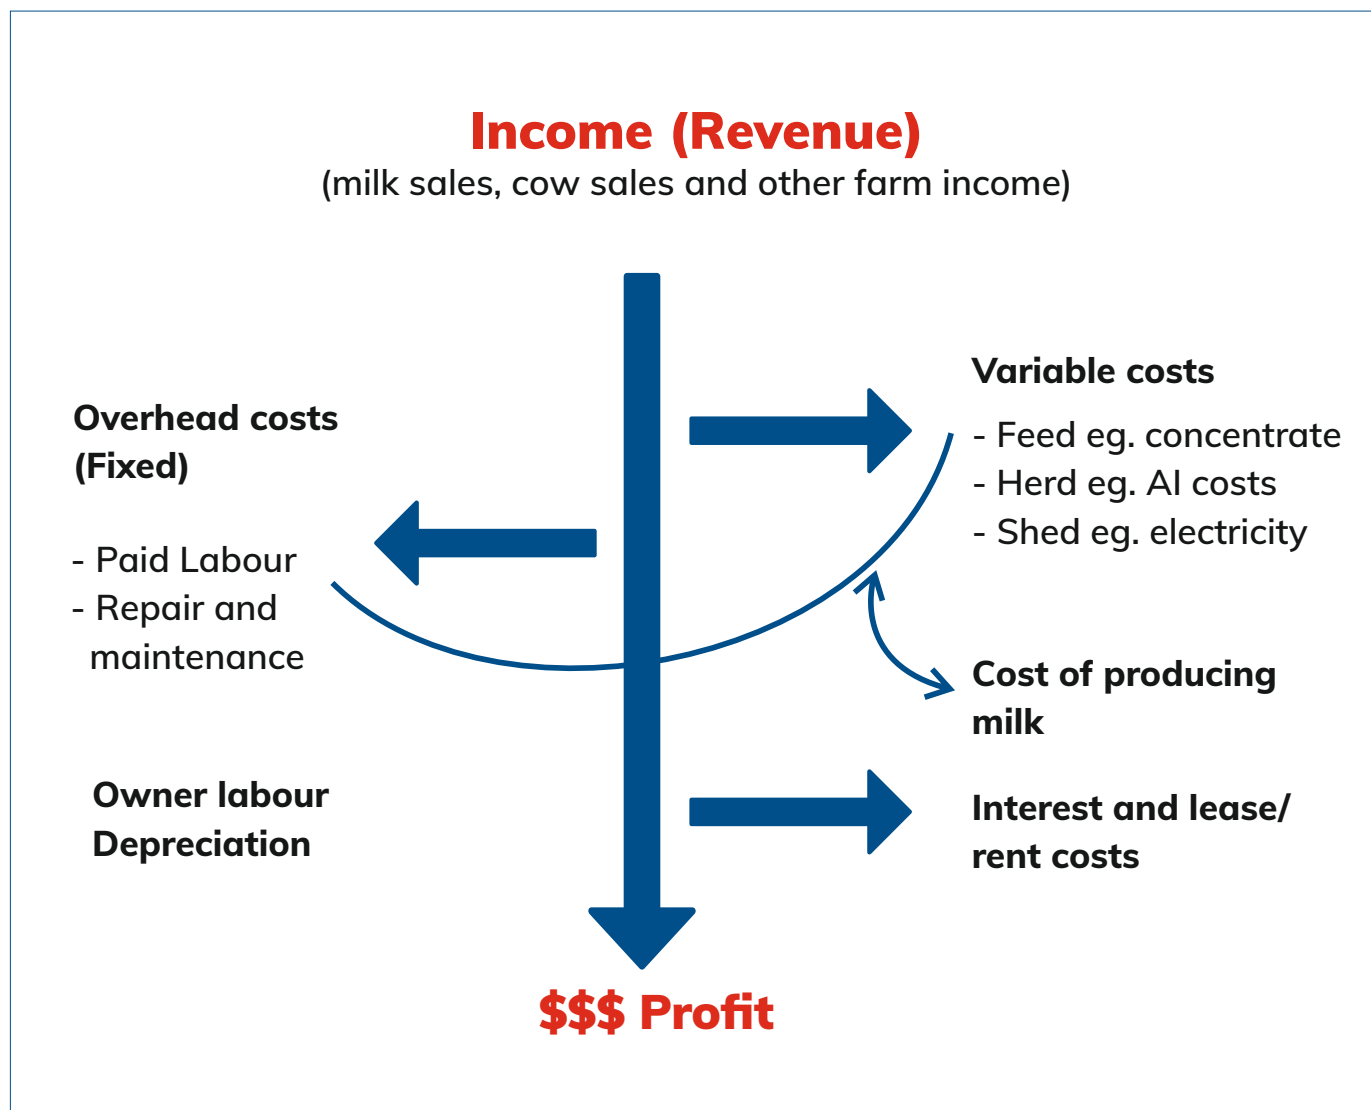 Income (Revenue)
(milk sales, cow sales and other farm income)
Variable costs
- Feed eg. concentrate
- Herd eg. AI costs
- Shed eg. electricity
Overhead costs
(Fixed)
- Paid Labour
- Repair and
maintenance
Cost of producing
milk
Owner labour
Depreciation
Interest and lease/
rent costs
$$$ Profit